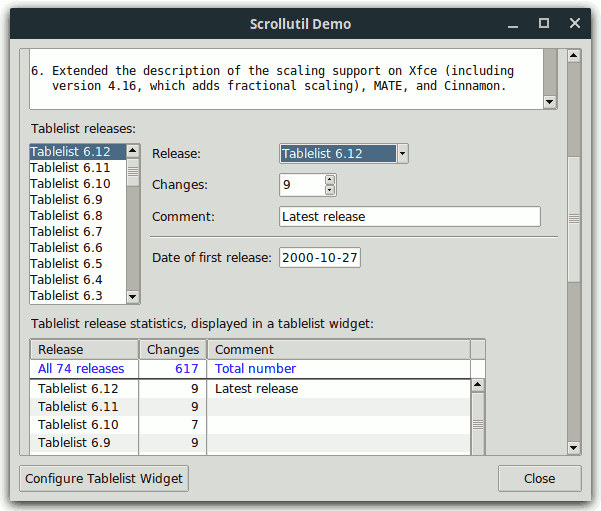 Scrollutil Demo
6. Extended the description of the scaling support on Xfce (including
version 4.16, which adds fractional scaling), MATE, and Cinnamon.
Tablelist releases:
Tablelist 6.12
Tablelist 6.11
Tablelist 6.10
Tablelist 6.9
Tablelist 6.8
Tablelist 6.7
Tablelist 6.6
Tablelist 6.5
Tablelist 6.4
Tablelist 6.3
Release: Tablelist 6.12
Changes: 9
Comment: Latest release
Date of first release: 2000-10-27
Tablelist release statistics, displayed in a tablelist widget:
Release Changes Comment
All 74 releases 617 Total number
Tablelist 6.12 9 Latest release
Tablelist 6.11 9
Tablelist 6.10 7
Tablelist 6.9 9
Configure Tablelist Widget Close